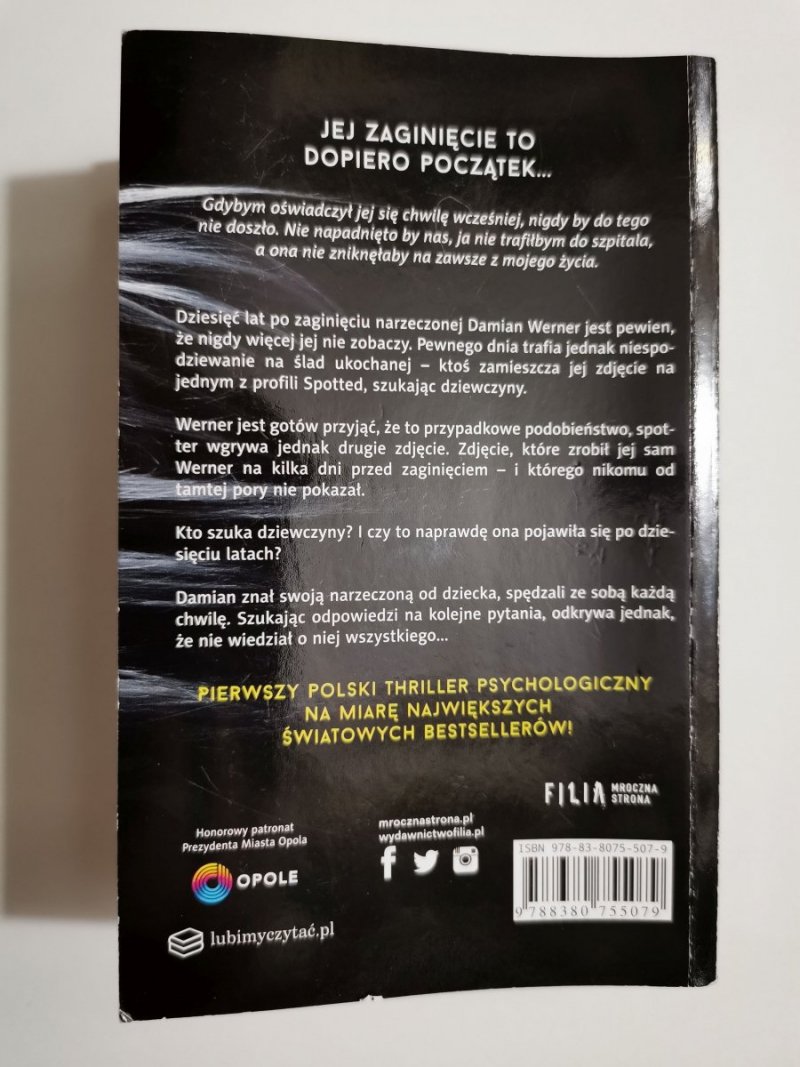 JEJ ZAGINIĘCIE TO
DOPIERO POCZĄTEK...
Gdybym oświadczył jej się chwilę wcześniej, nigdy by do tego
nie doszło. Nie napadnięto by nas, ja nie trafiłbym do szpitala,
a ona nie zniknęłaby na zawsze z mojego życia.
Dziesięć lat po zaginięciu narzeczonej Damian Werner jest pewien,
że nigdy więcej jej nie zobaczy. Pewnego dnia trafia jednak niespo-
dziewanie na ślad ukochanej – ktoś zamieszcza jej zdjęcie na
jednym z profili Spotted, szukając dziewczyny.
Werner jest gotów przyjąć, że to przypadkowe podobieństwo, spot-
ter wgrywa jednak drugie zdjęcie. Zdjęcie, które zrobił jej sam
Werner na kilka dni przed zaginięciem – i którego nikomu od
tamtej pory nie pokazał.
Kto szuka dziewczyny? I czy to naprawdę ona pojawiła się po dzie-
sięciu latach?
Damian znał swoją narzeczoną od dziecka, spędzali ze sobą każdą
chwilę. Szukając odpowiedzi na kolejne pytania, odkrywa jednak,
że nie wiedział o niej wszystkiego...
PIERWSZY POLSKI THRILLER PSYCHOLOGICZNY
NA MIARĘ NAJWIĘKSZYCH
ŚWIATOWYCH BESTSELLERÓW!
FILIA MROCZNA
STRONA
Honorowy patronat
Prezydenta Miasta Opola
OPOLE
lubimyczytać.pl
mrocznastrona.pl
wydawnictwofilia.pl
ISBN 978-83-8075-507-9
9 788380 755079